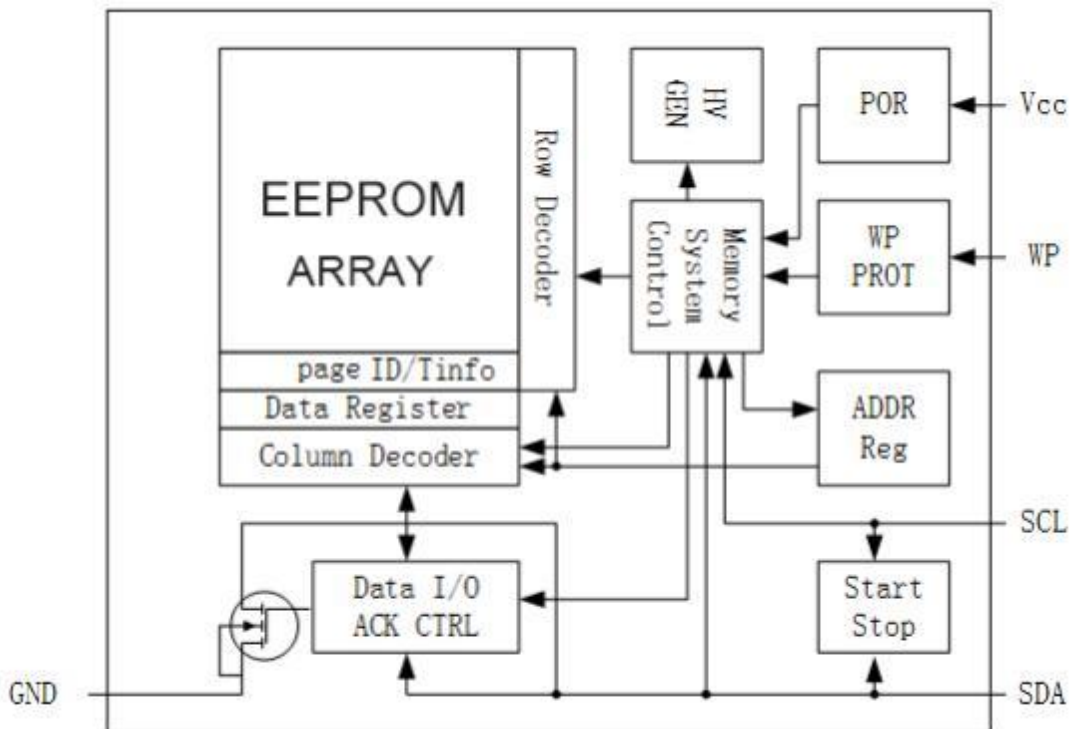 EEPROM
ARRAY
Row Decoder
page ID/Tinfo
Data Register
Column Decoder
HV
GEN
POR
Vcc
Memory
System
Control
WP
PROT
WP
ADDR
Reg
SCL
Data I/O
ACK CTRL
Start
Stop
GND
SDA